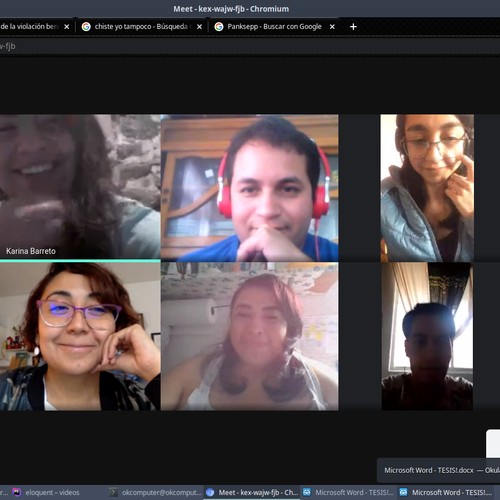 Meet - kex-wajw-fjb - Chromium
de la violación ben
chiste yo tampoco - Búsqueda
Panksepp - Buscar con Google
-fjb
Karina Barreto
Microsoft Word - TESIS!.docx — Okul
eloquent – videos
okcomputer@okcomput...
Meet - kex-wajw-fjb - Ch...
Microsoft Word - TESIS!...
Microsoft Word - TESIS!...